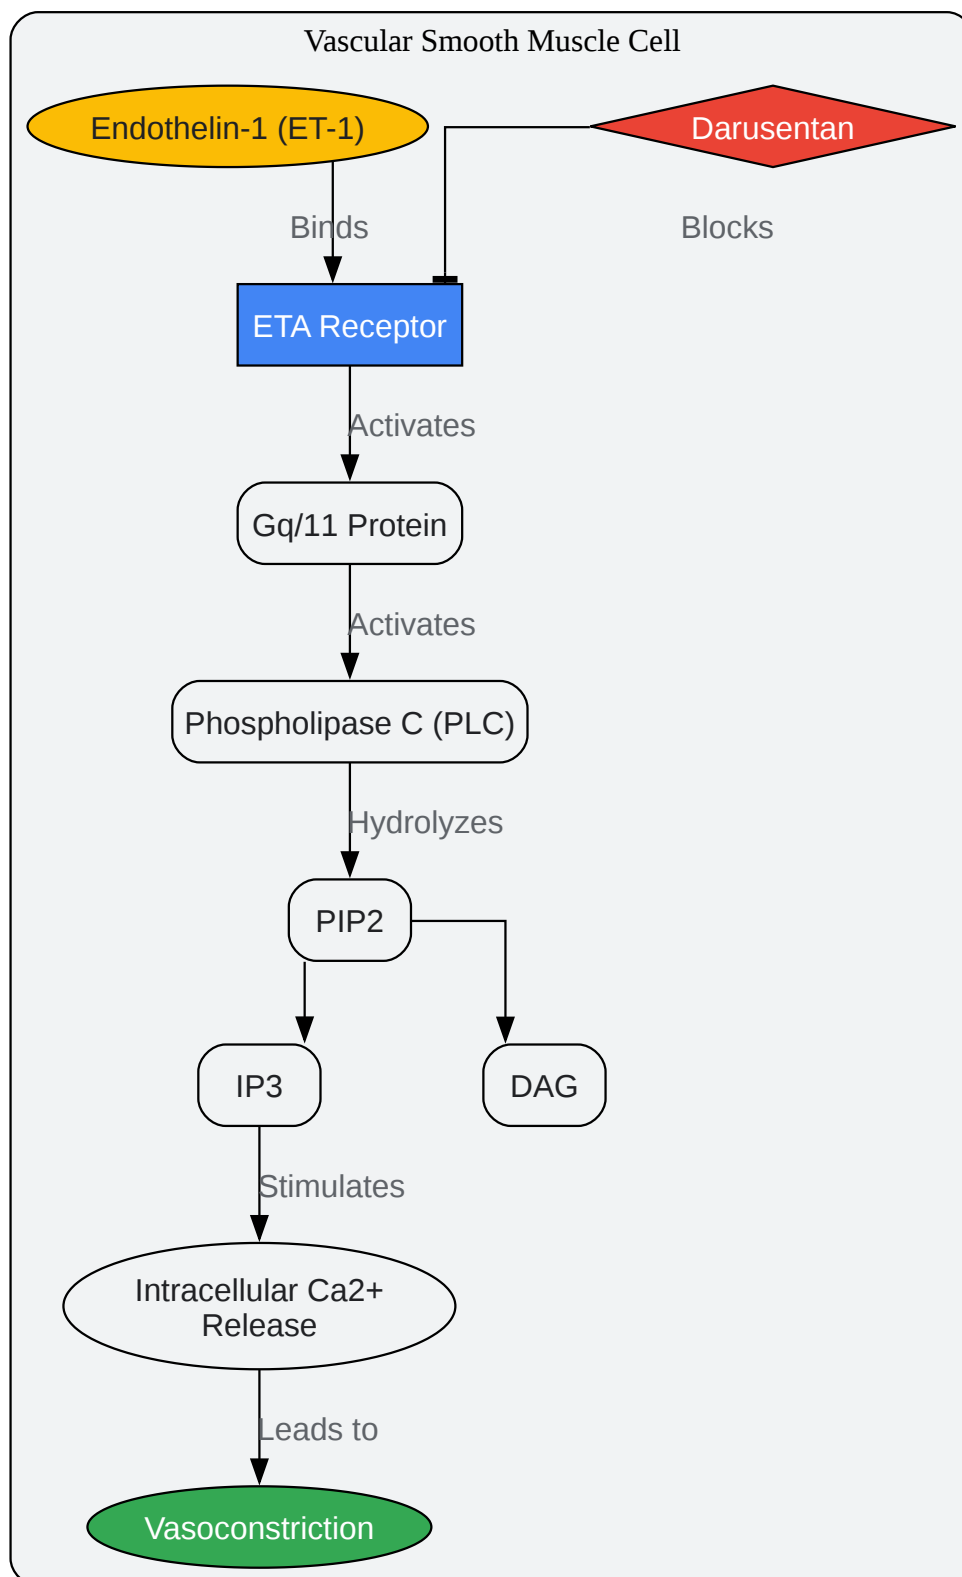 Vascular Smooth Muscle Cell
Endothelin-1 (ET-1)
Darusentan
Binds
Blocks
ETA Receptor
Activates
Gq/11 Protein
Activates
Phospholipase C (PLC)
Hydrolyzes
PIP2
IP3
DAG
Stimulates
Intracellular Ca2+
Release
Leads to
Vasoconstriction